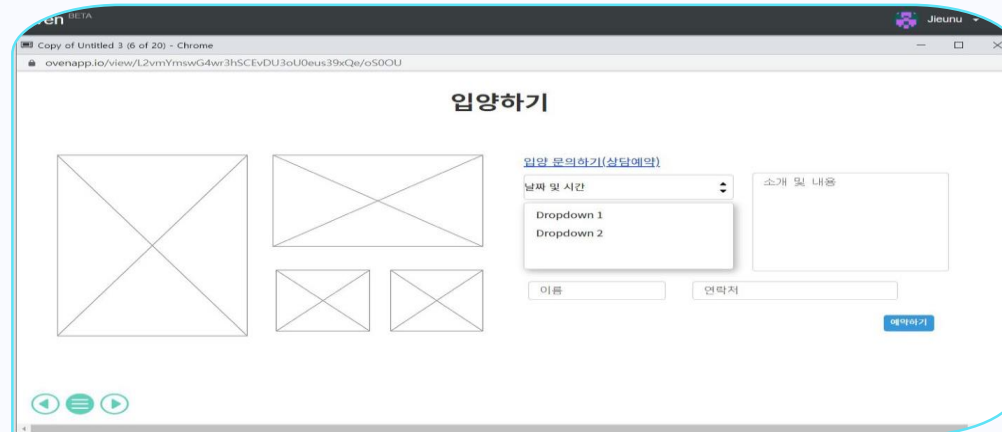 BETA
Jieunu
Copy of Untitled 3 (6 of 20) - Chrome
ovenapp.io/view/L2vmYmswG4wr3hSCEvDU3oU0eus39xQe/oS0OU
입양하기
입양 문의하기(상담예약)
날짜 및 시간
소개 및 내용
Dropdown 1
Dropdown 2
이름
연락처
예약하기